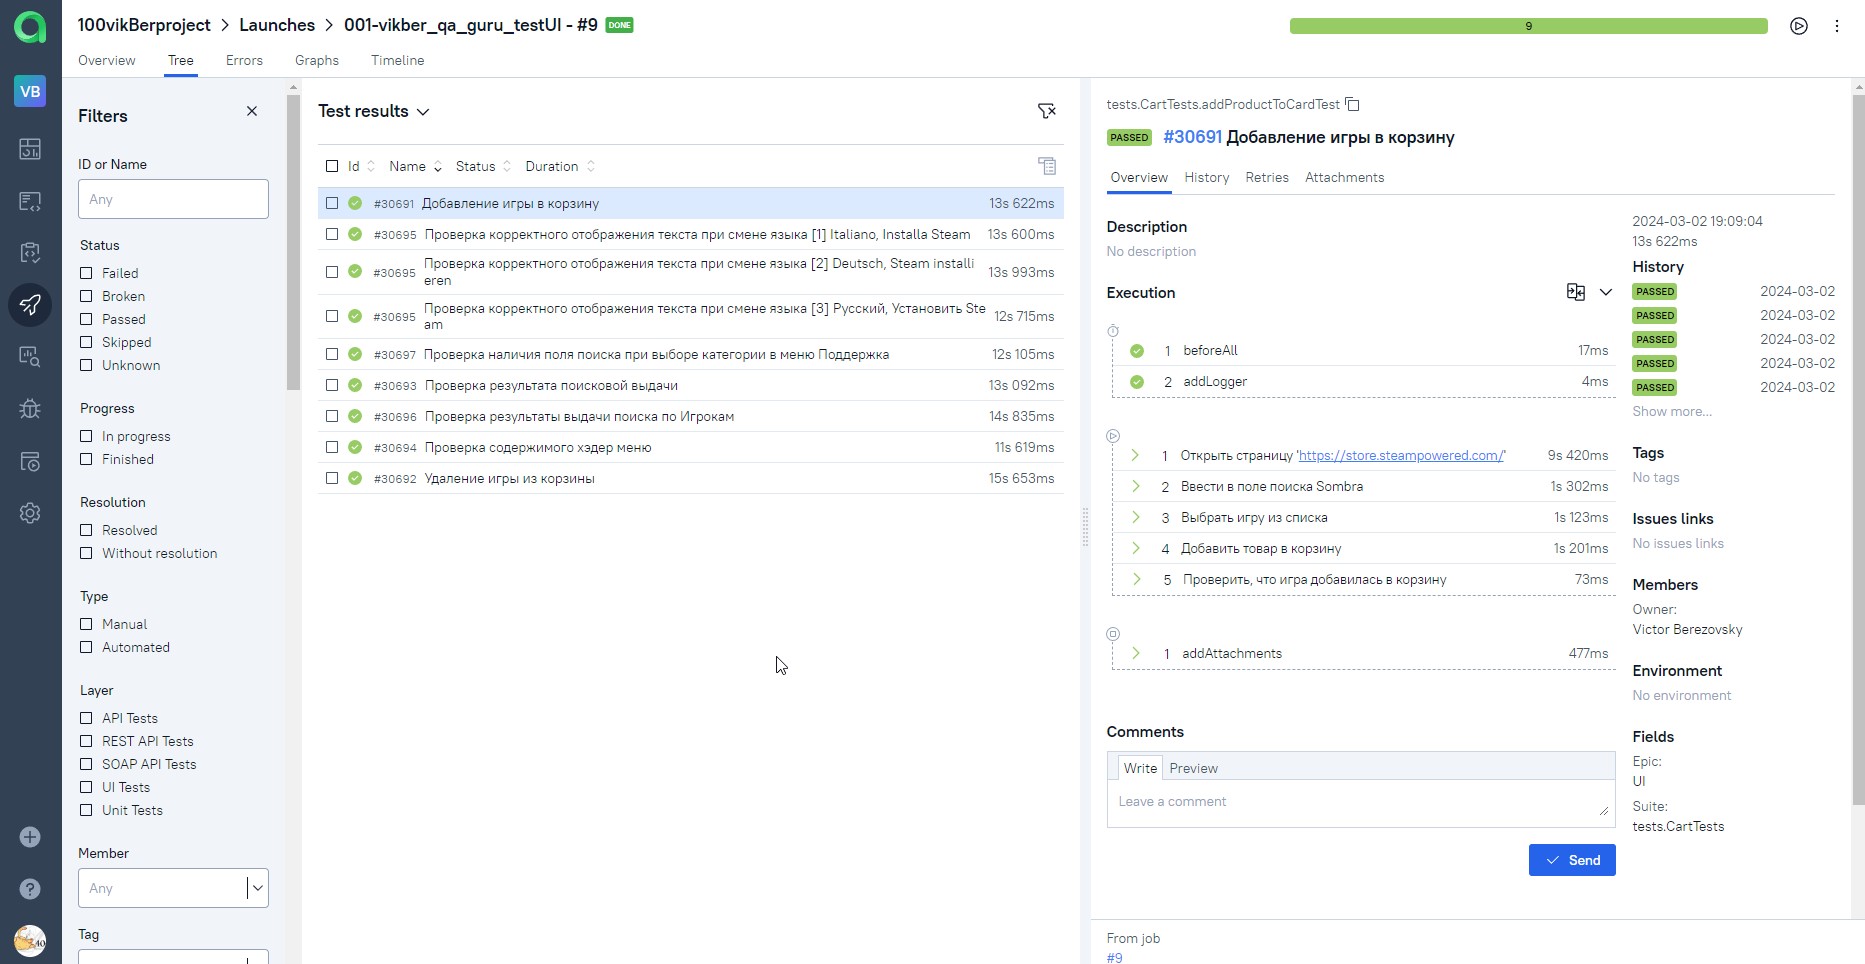 100vikBerproject > Launches > 001-vikber_qa_guru_testUI - #9 DONE
9
Overview Tree Errors Graphs Timeline
VB
Filters
ID or Name
Any
Status
Failed
Broken
Passed
Skipped
Unknown
Progress
In progress
Finished
Resolution
Resolved
Without resolution
Type
Manual
Automated
Layer
API Tests
REST API Tests
SOAP API Tests
UI Tests
Unit Tests
Member
Any
Tag
Test results
Id Name Status Duration
#30691 Добавление игры в корзину 13s 622ms
#30695 Проверка корректного отображения текста при смене языка [1] Italiano, Installa Steam 13s 600ms
#30695 Проверка корректного отображения текста при смене языка [2] Deutsch, Steam installi
eren 13s 993ms
#30695 Проверка корректного отображения текста при смене языка [3] Русский, Установить Ste
am 12s 715ms
#30697 Проверка наличия поля поиска при выборе категории в меню Поддержка 12s 105ms
#30693 Проверка результата поисковой выдачи 13s 092ms
#30696 Проверка результаты выдачи поиска по Игрокам 14s 835ms
#30694 Проверка содержимого хэдер меню 11s 619ms
#30692 Удаление игры из корзины 15s 653ms
tests.CartTests.addProductToCardTest
PASSED #30691 Добавление игры в корзину
Overview History Retries Attachments
Description
No description
Execution
1 beforeAll 17ms
2 addLogger 4ms
1 Открыть страницу 'https://store.steampowered.com/' 9s 420ms
2 Ввести в поле поиска Sombra 1s 302ms
3 Выбрать игру из списка 1s 123ms
4 Добавить товар в корзину 1s 201ms
5 Проверить, что игра добавилась в корзину 73ms
1 addAttachments 477ms
Comments
Write Preview
Leave a comment
Send
2024-03-02 19:09:04
13s 622ms
History
PASSED 2024-03-02
PASSED 2024-03-02
PASSED 2024-03-02
PASSED 2024-03-02
PASSED 2024-03-02
Show more...
Tags
No tags
Issues links
No issues links
Members
Owner:
Victor Berezovsky
Environment
No environment
Fields
Epic:
UI
Suite:
tests.CartTests
From job
#9